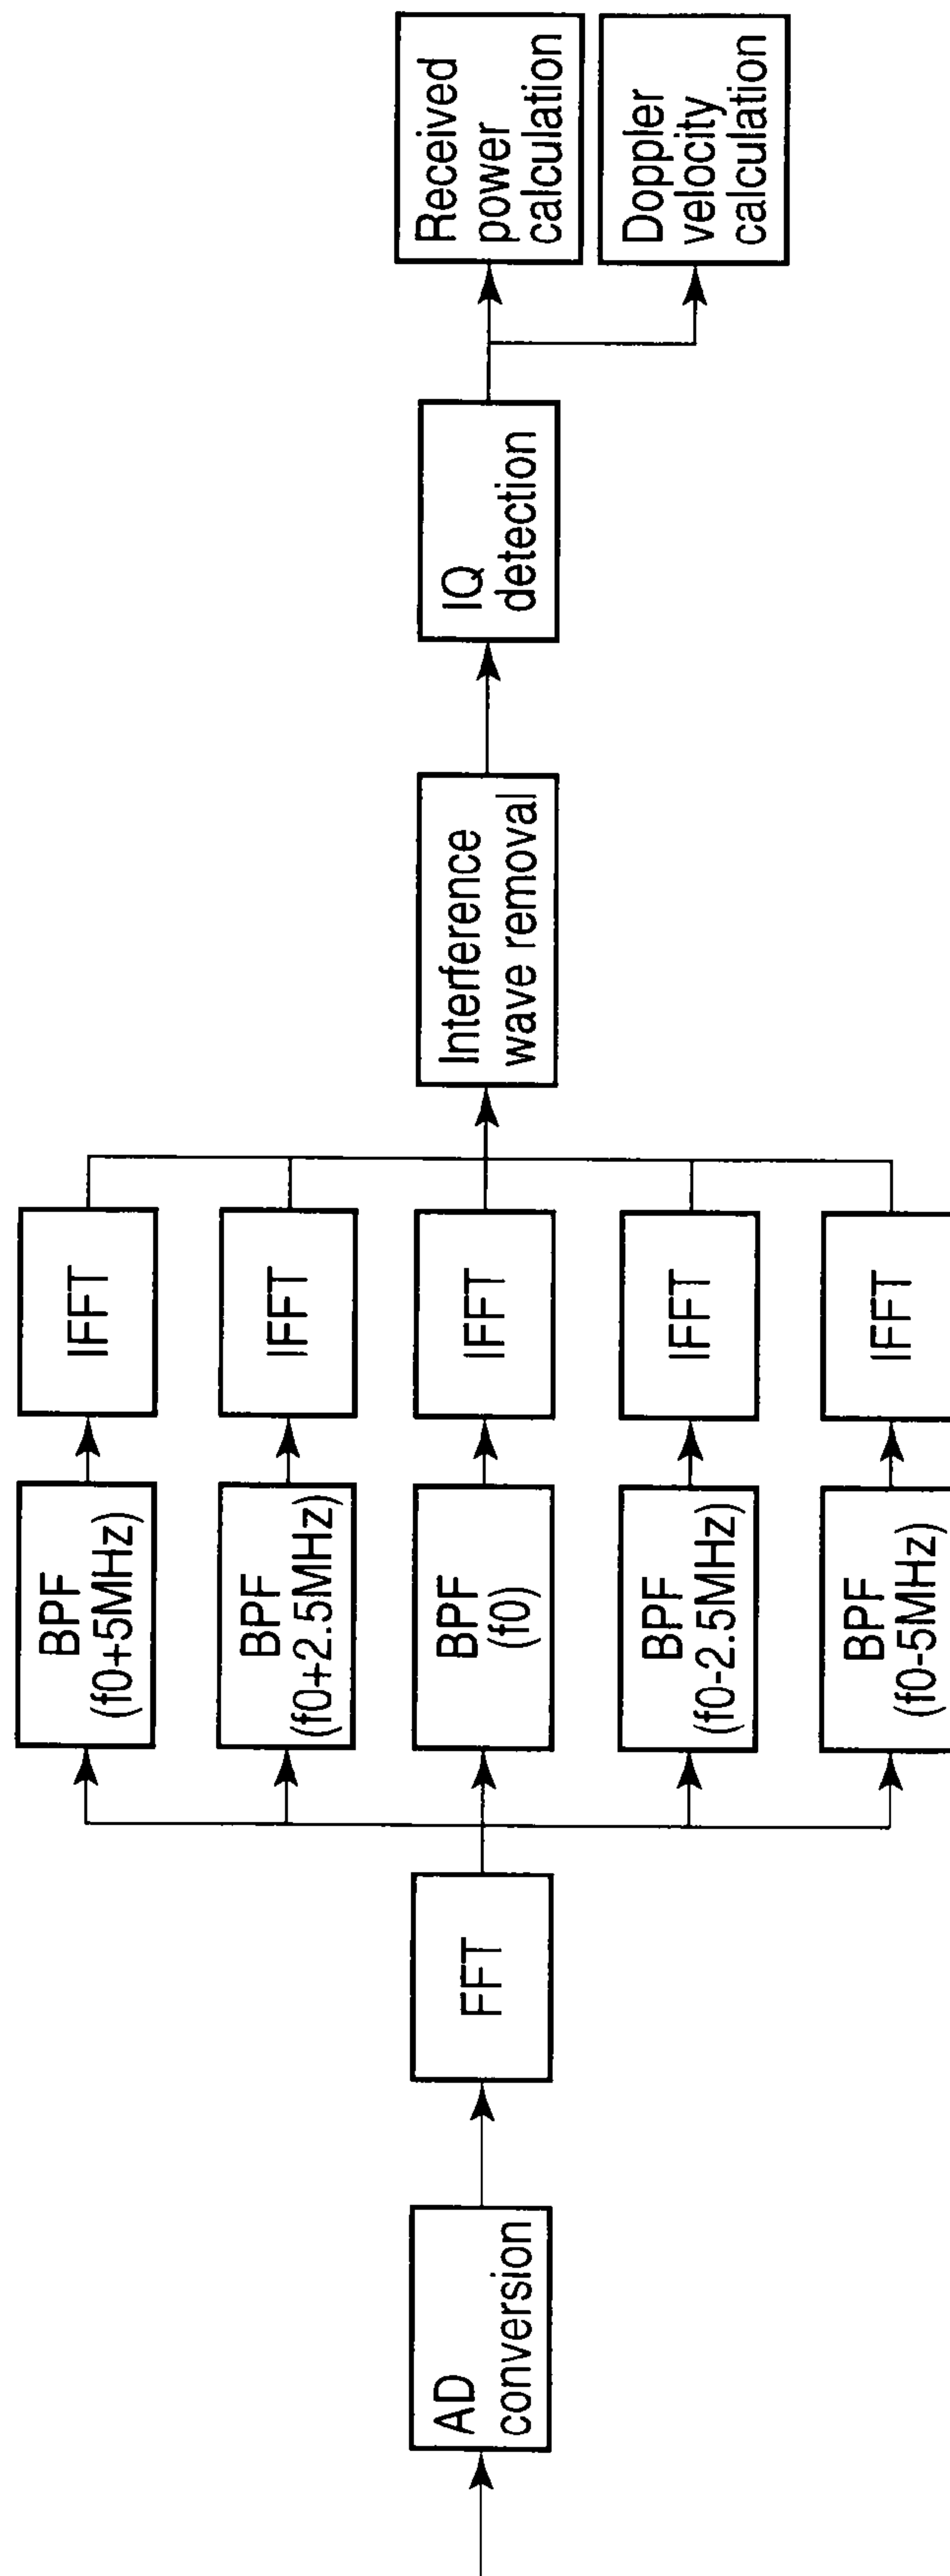 AD
conversion
FFT
BPF
(f0+5MHz)
BPF
(f0+2.5MHz)
BPF
(f0)
BPF
(f0-2.5MHz)
BPF
(f0-5MHz)
IFFT
IFFT
IFFT
IFFT
IFFT
Interference
wave removal
IQ
detection
Received
power
calculation
Doppler
velocity
calculation